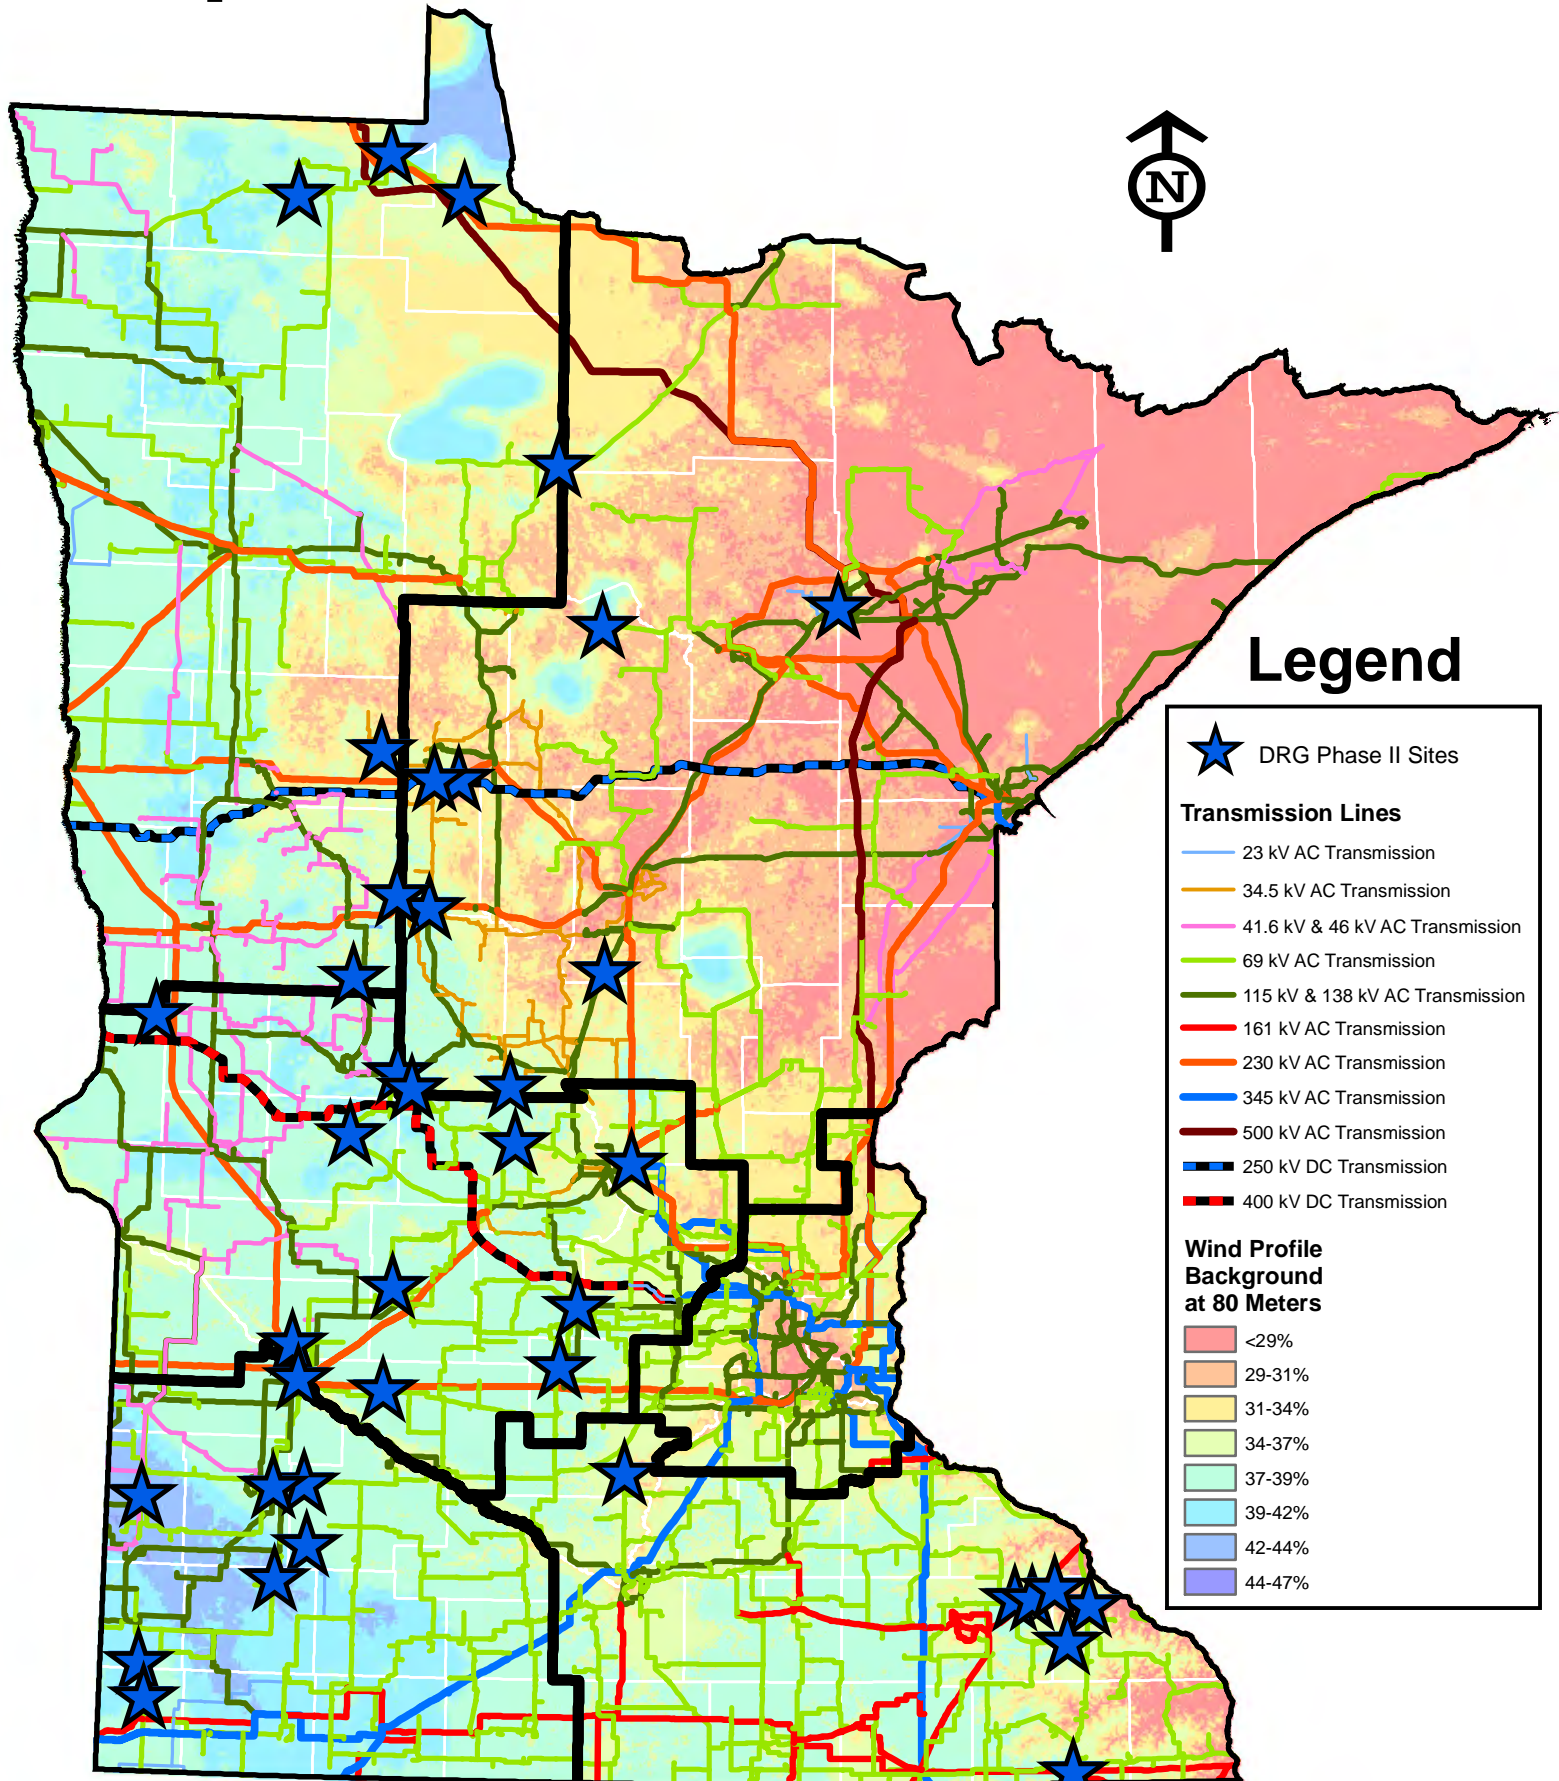 N
Legend
DRG Phase II Sites
Transmission Lines
23 kV AC Transmission
34.5 kV AC Transmission
41.6 kV & 46 kV AC Transmission
69 kV AC Transmission
115 kV & 138 kV AC Transmission
161 kV AC Transmission
230 kV AC Transmission
345 kV AC Transmission
500 kV AC Transmission
250 kV DC Transmission
400 kV DC Transmission
Wind Profile
Background
at 80 Meters
<29%
29-31%
31-34%
34-37%
37-39%
39-42%
42-44%
44-47%